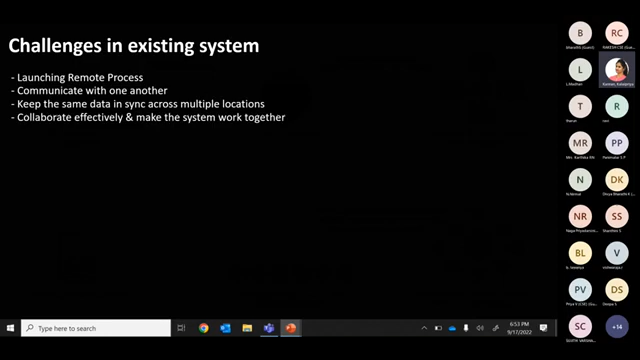 Challenges in existing system
- Launching Remote Process
- Communicate with one another
- Keep the same data in sync across multiple locations
- Collaborate effectively & make the system work together
B
RC
L
L Madhan
T
R
ravi
MR
PP
N
DK
NR
SS
BL
V
PV
DS
SC
+14
Type here to search
6:53 PM
9/17/2022